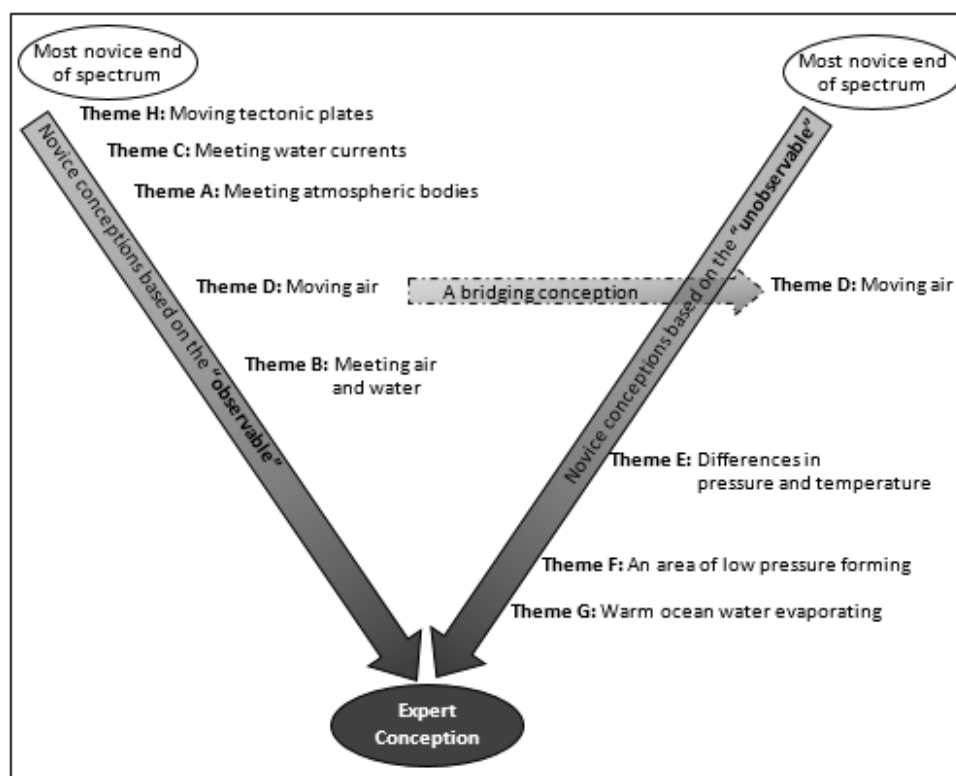 Most novice end
of spectrum
Most novice end
of spectrum
Theme H: Moving tectonic plates
Theme C: Meeting water currents
Theme A: Meeting atmospheric bodies
Novice conceptions based on the "observable"
Novice conceptions based on the "unobservable"
Theme D: Moving air
A bridging conception
Theme D: Moving air
Theme B: Meeting air
and water
Theme E: Differences in
pressure and temperature
Theme F: An area of low pressure forming
Theme G: Warm ocean water evaporating
Expert
Conception